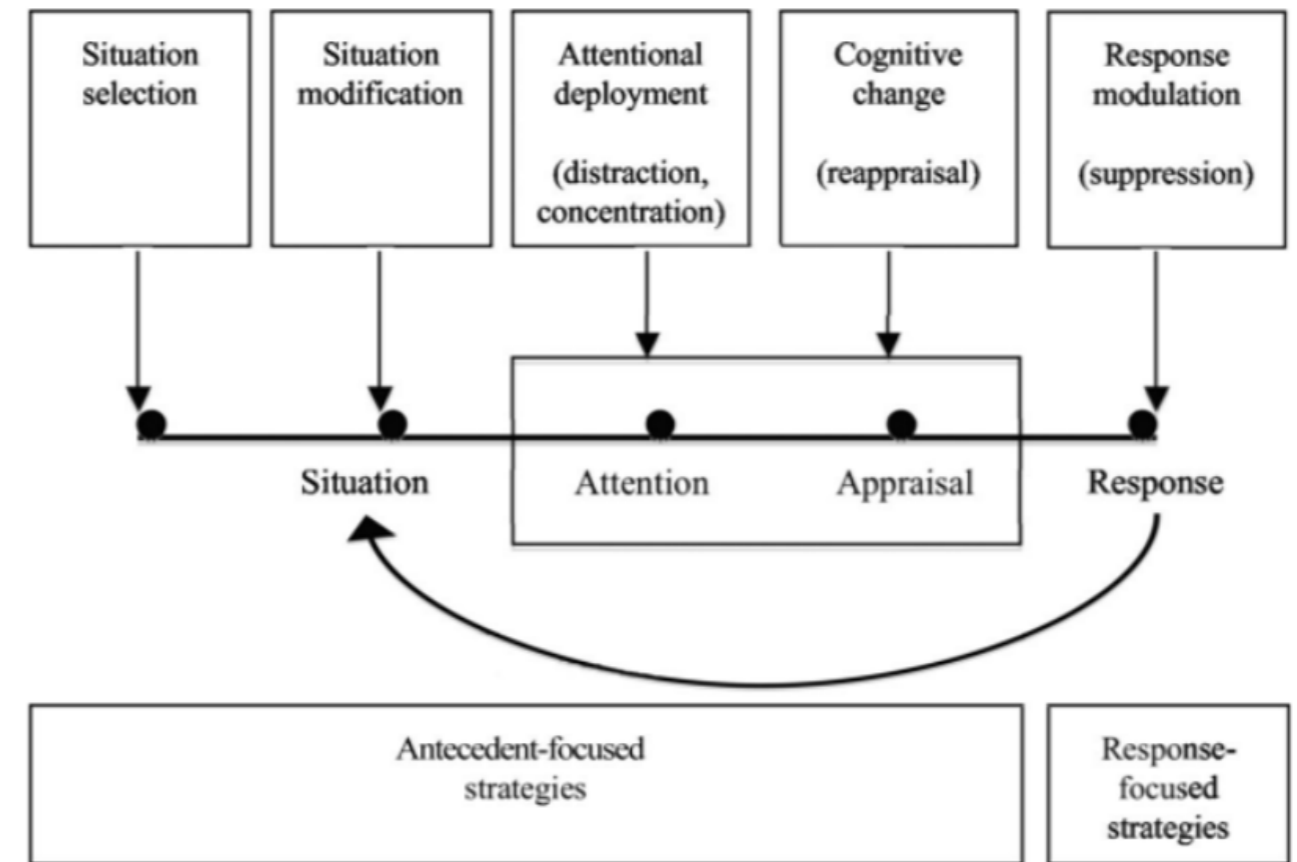 Situation
selection
Situation
modification
Attentional
deployment
(distraction,
concentration)
Cognitive
change
(reappraisal)
Response
modulation
(suppression)
Situation
Attention
Appraisal
Response
Antecedent-focused
strategies
Response-
focused
strategies